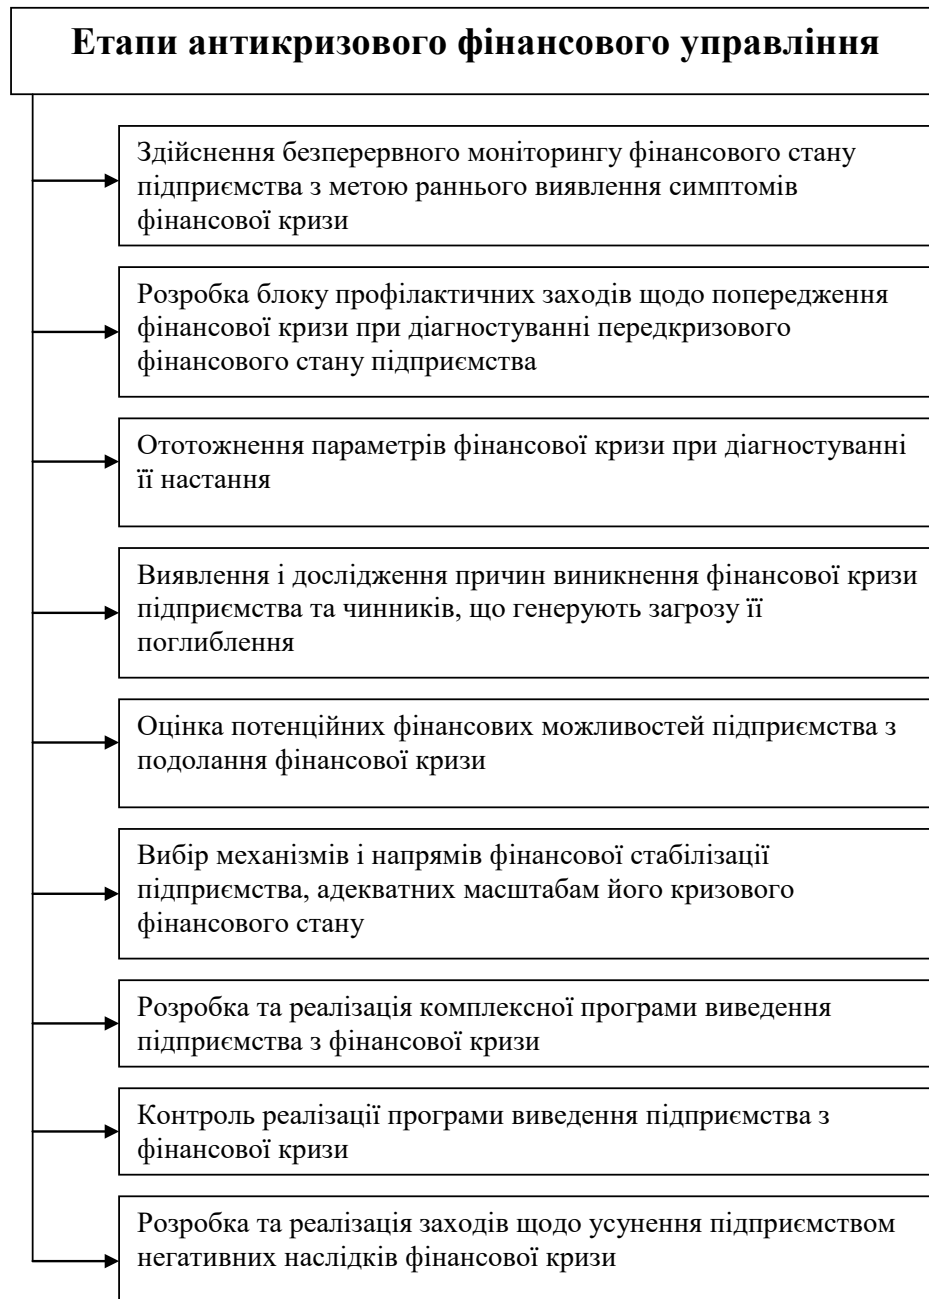 Етапи антикризового фінансового управління
Здійснення безперервного моніторингу фінансового стану
підприємства з метою раннього виявлення симптомів
фінансової кризи
Розробка блоку профілактичних заходів щодо попередження
фінансової кризи при діагностуванні передкризового
фінансового стану підприємства
Ототожнення параметрів фінансової кризи при діагностуванні
її настання
Виявлення і дослідження причин виникнення фінансової кризи
підприємства та чинників, що генерують загрозу її
поглиблення
Оцінка потенційних фінансових можливостей підприємства з
подолання фінансової кризи
Вибір механізмів і напрямів фінансової стабілізації
підприємства, адекватних масштабам його кризового
фінансового стану
Розробка та реалізація комплексної програми виведення
підприємства з фінансової кризи
Контроль реалізації програми виведення підприємства з
фінансової кризи
Розробка та реалізація заходів щодо усунення підприємством
негативних наслідків фінансової кризи